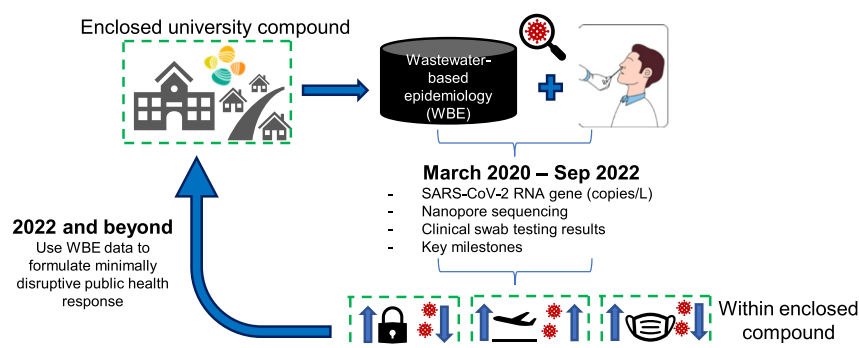 Enclosed university compound
Wastewater-
based
epidemiology
(WBE)
March 2020 – Sep 2022
- SARS-CoV-2 RNA gene (copies/L)
- Nanopore sequencing
- Clinical swab testing results
- Key milestones
2022 and beyond
Use WBE data to
formulate minimally
disruptive public health
response
Within enclosed
compound